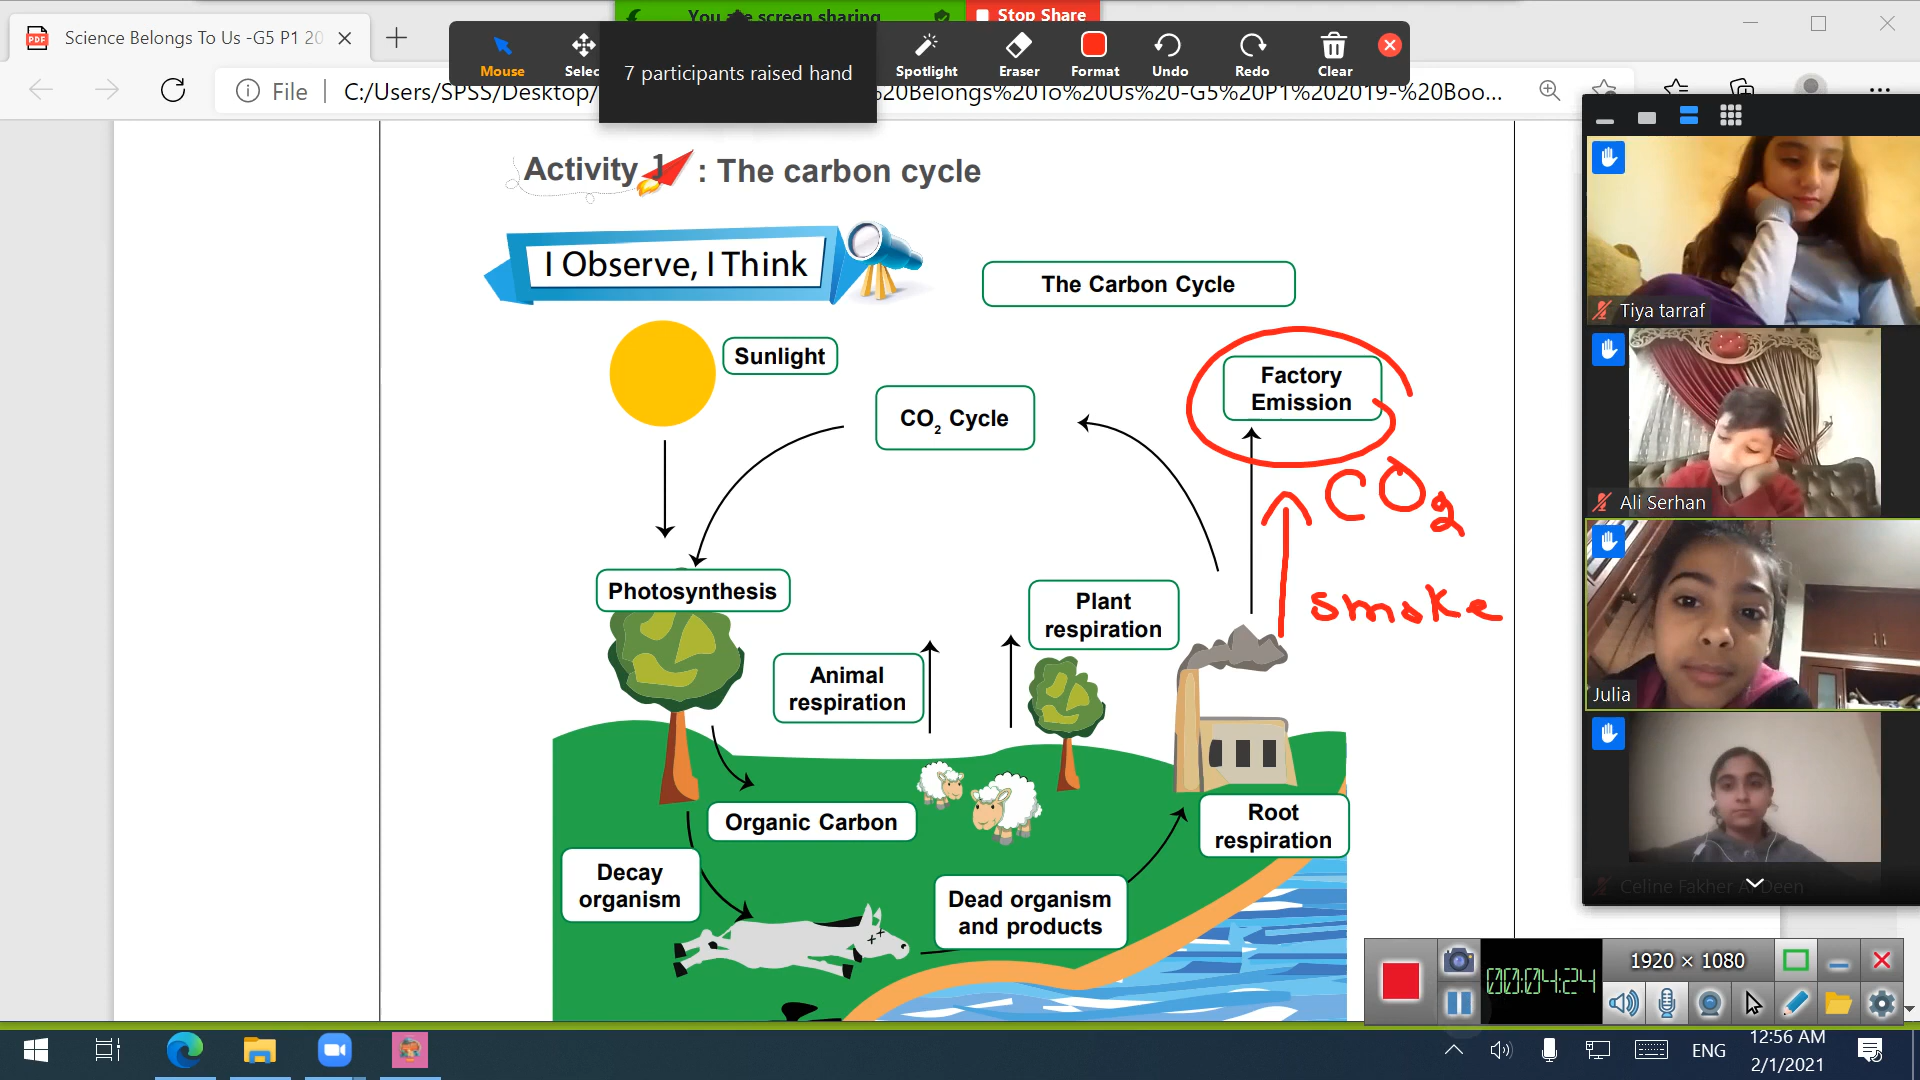 You are screen sharing
Stop Share
Science Belongs To Us -G5 P1 20
Mouse
Selec
7 participants raised hand
Spotlight
Eraser
Format
Undo
Redo
Clear
File
C:/Users/SPSS/Desktop/
%20Belongs%20To%20Us%20-G5%20P1%202019-%20Boo...
Activity 1 : The carbon cycle
I Observe, I Think
The Carbon Cycle
Sunlight
Factory
Emission
CO2 Cycle
CO2
smoke
Photosynthesis
Plant
respiration
Animal
respiration
Organic Carbon
Root
respiration
Decay
organism
Dead organism
and products
Tiya tarraf
Ali Serhan
Julia
Celine Fakher Al Deen
1920 × 1080
00:04:24
ENG
12:56 AM
2/1/2021
PDF